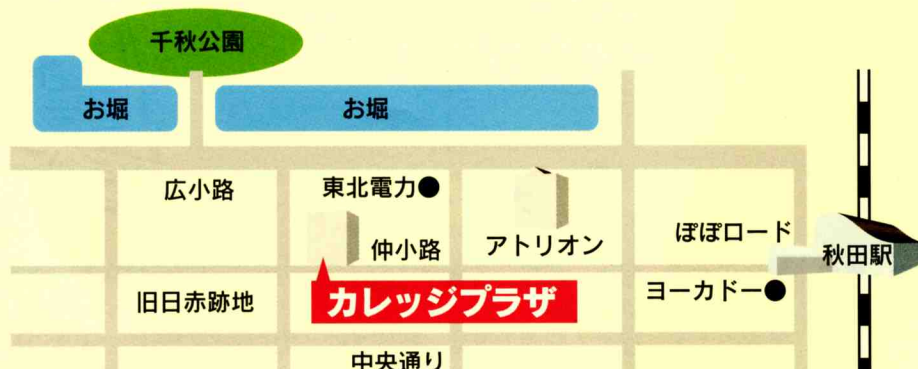 千秋公園
お堀
お堀
広小路
東北電力●
アトリオン
ぽぽロード
秋田駅
仲小路
旧日赤跡地
カレッジプラザ
ヨーカドー●
中央通り